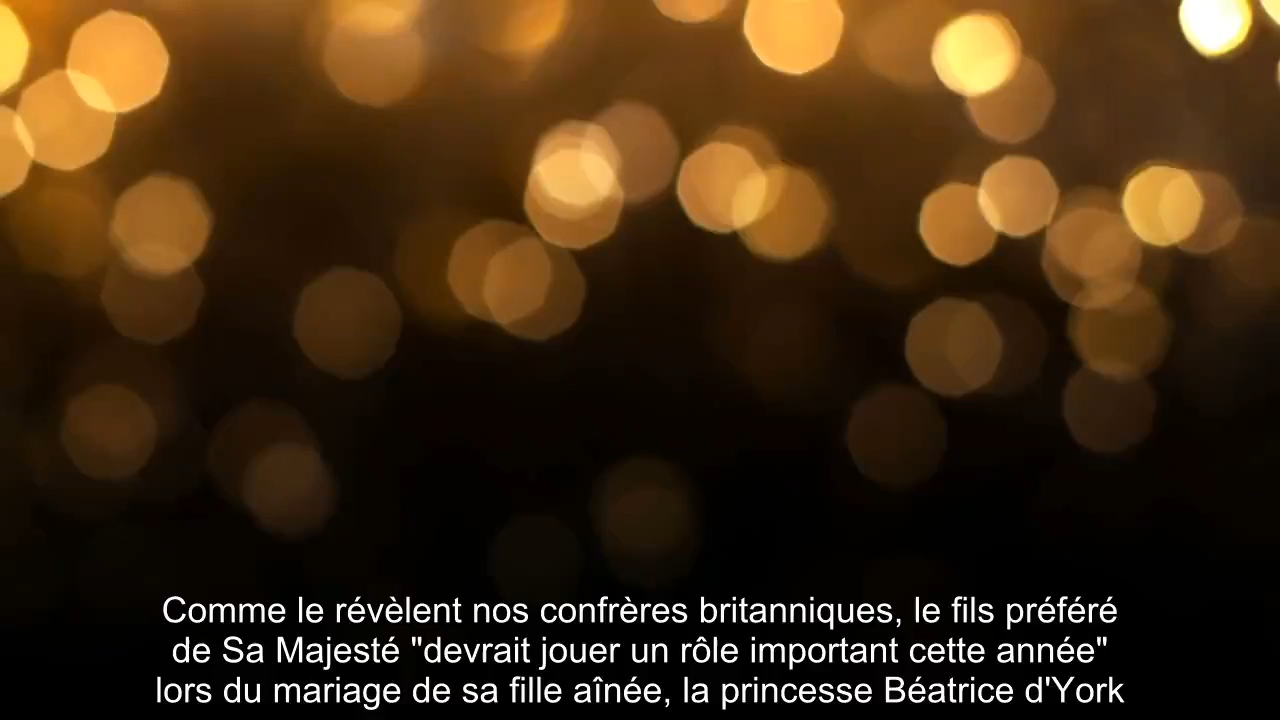 Comme le révèlent nos confrères britanniques, le fils préféré
de Sa Majesté "devrait jouer un rôle important cette année"
lors du mariage de sa fille aînée, la princesse Béatrice d'York